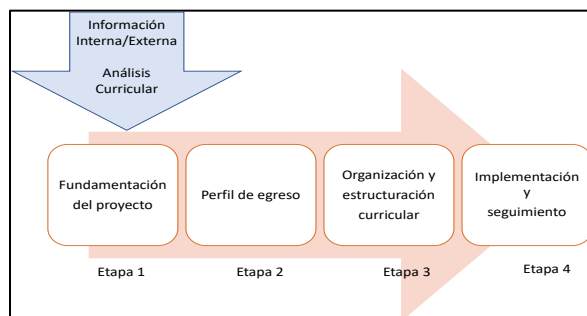 Información
Interna/Externa
Análisis
Curricular
Fundamentación
del proyecto
Perfil de egreso
Organización y
estructuración
curricular
Implementación
y
seguimiento
Etapa 1
Etapa 2
Etapa 3
Etapa 4